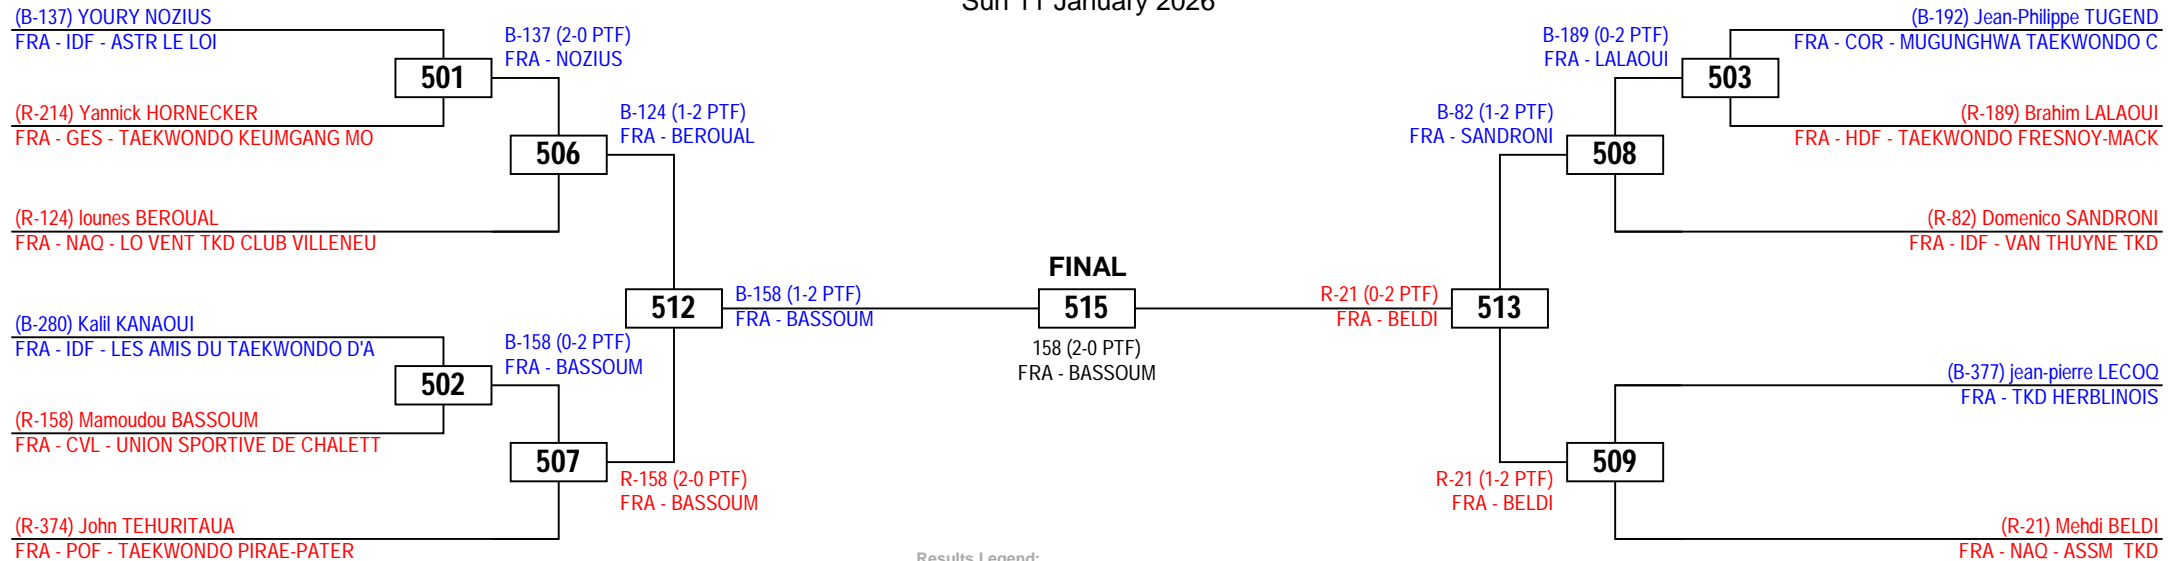 Sun 11 January 2026
(B-137) YOURY NOZIUS
FRA - IDF - ASTR LE LOI
501
B-137 (2-0 PTF)
FRA - NOZIUS
(R-214) Yannick HORNECKER
FRA - GES - TAEKWONDO KEUMGANG MO
506
B-124 (1-2 PTF)
FRA - BEROUAL
(R-124) Iounes BEROUAL
FRA - NAQ - LO VENT TKD CLUB VILLENEU
512
B-158 (1-2 PTF)
FRA - BASSOUM
(B-280) Kalil KANAOUI
FRA - IDF - LES AMIS DU TAEKWONDO D'A
502
B-158 (0-2 PTF)
FRA - BASSOUM
(R-158) Mamoudou BASSOUM
FRA - CVL - UNION SPORTIVE DE CHALETT
507
R-158 (2-0 PTF)
FRA - BASSOUM
(R-374) John TEHURITAUA
FRA - POF - TAEKWONDO PIRAE-PATER
FINAL
515
158 (2-0 PTF)
FRA - BASSOUM
(B-192) Jean-Philippe TUGEND
FRA - COR - MUGUNGHWA TAEKWONDO C
503
B-189 (0-2 PTF)
FRA - LALAOUI
(R-189) Brahim LALAOUI
FRA - HDF - TAEKWONDO FRESNOY-MACK
508
B-82 (1-2 PTF)
FRA - SANDRONI
(R-82) Domenico SANDRONI
FRA - IDF - VAN THUYNE TKD
513
R-21 (0-2 PTF)
FRA - BELDI
(B-377) jean-pierre LECOQ
FRA - TKD HERBLINOIS
509
R-21 (1-2 PTF)
FRA - BELDI
(R-21) Mehdi BELDI
FRA - NAQ - ASSM TKD
Results Legend: